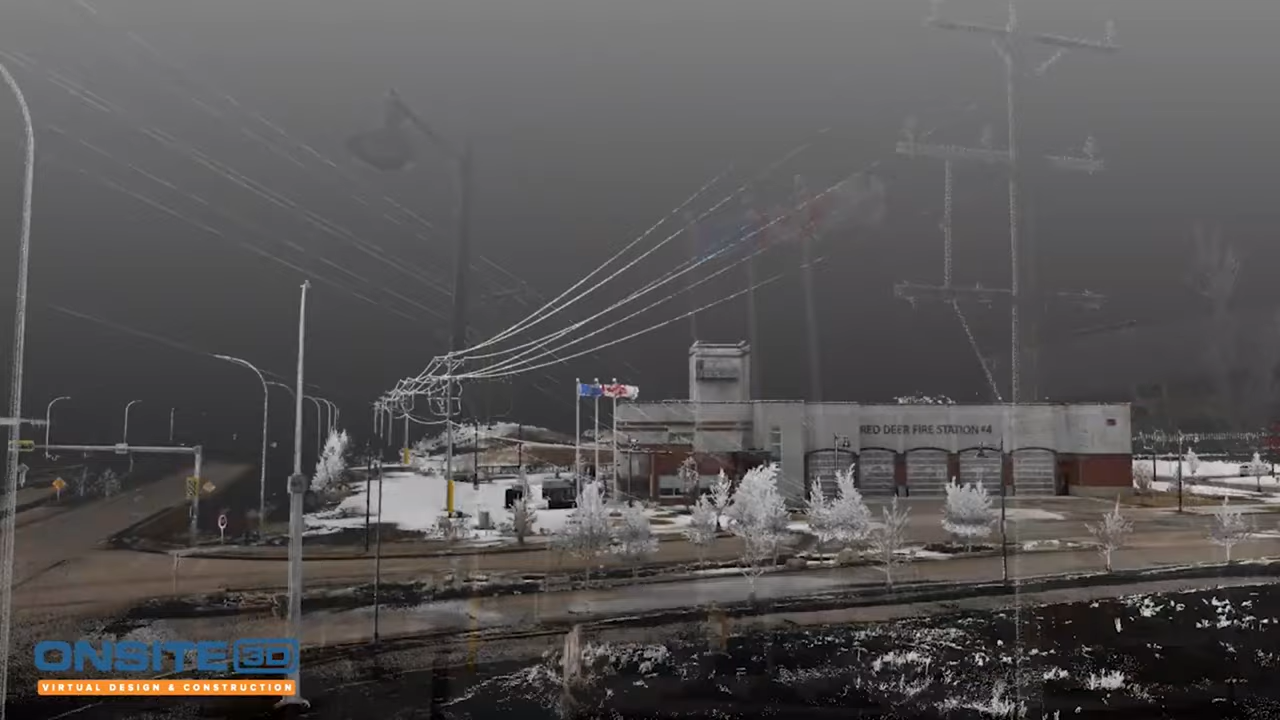 RED DEER FIRE STATION #4
ONSITE 3D
VIRTUAL DESIGN & CONSTRUCTION